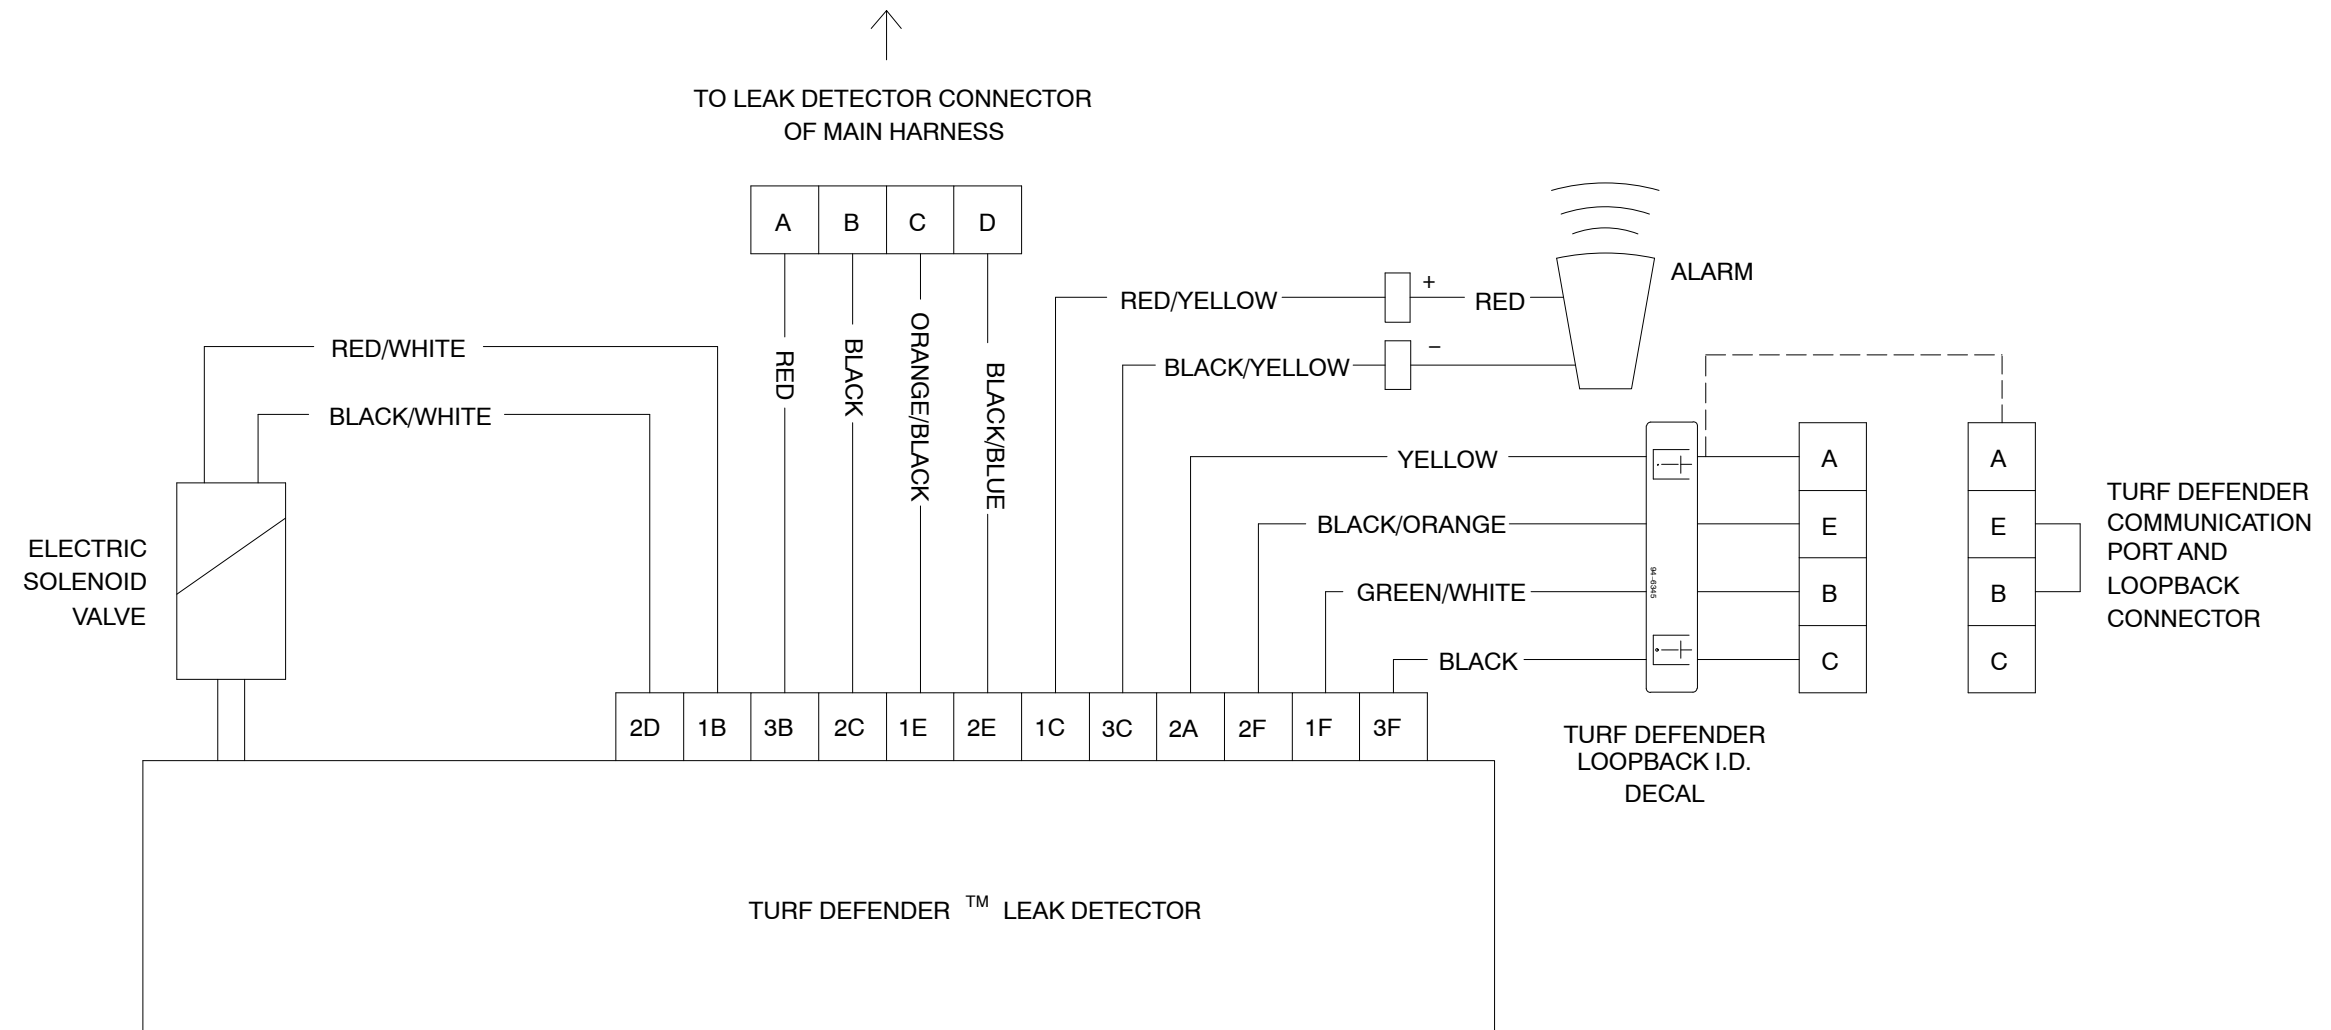 TO LEAK DETECTOR CONNECTOR
OF MAIN HARNESS
A B C D
RED
BLACK
ORANGE/BLACK
BLACK/BLUE
RED/WHITE
BLACK/WHITE
ELECTRIC
SOLENOID
VALVE
RED/YELLOW
+
RED
ALARM
BLACK/YELLOW
–
YELLOW
BLACK/ORANGE
GREEN/WHITE
BLACK
94-6345
A
E
B
C
A
E
B
C
TURF DEFENDER
COMMUNICATION
PORT AND
LOOPBACK
CONNECTOR
TURF DEFENDER
LOOPBACK I.D.
DECAL
2D 1B 3B 2C 1E 2E 1C 3C 2A 2F 1F 3F
TURF DEFENDER ™ LEAK DETECTOR